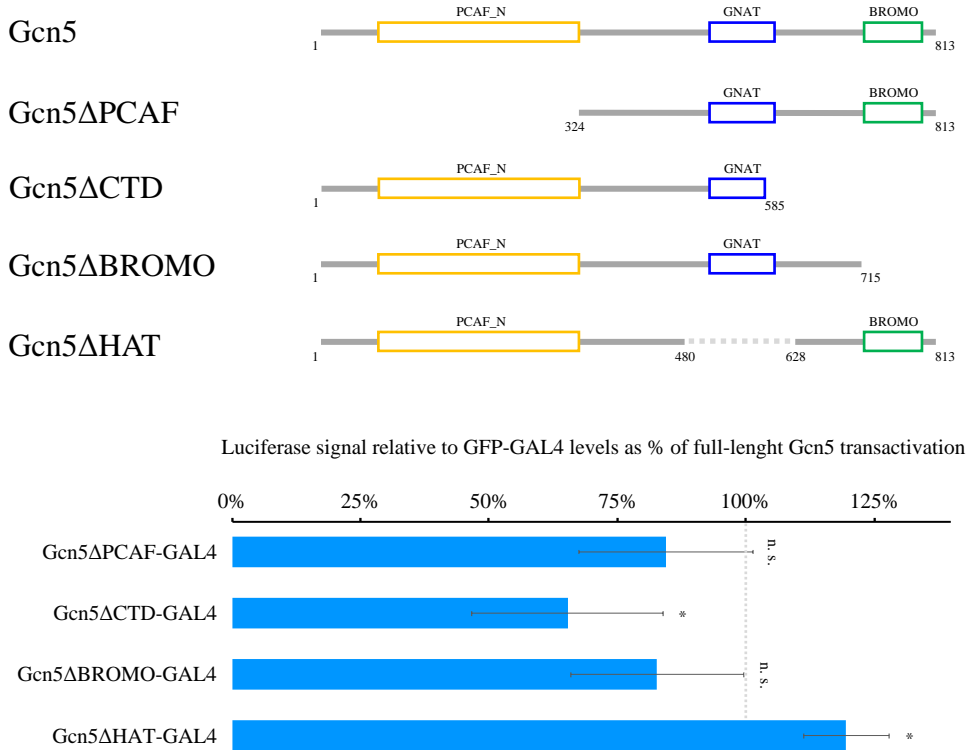 PCAF_N GNAT BROMO
Gcn5
1 813
GNAT BROMO
Gcn5ΔPCAF
324 813
PCAF_N GNAT
Gcn5ΔCTD
1 585
PCAF_N GNAT
Gcn5ΔBROMO
1 715
PCAF_N BROMO
Gcn5ΔHAT
1 480 628 813
Luciferase signal relative to GFP-GAL4 levels as % of full-lenght Gcn5 transactivation
0% 25% 50% 75% 100% 125%
Gcn5ΔPCAF-GAL4 n. s.
Gcn5ΔCTD-GAL4 *
Gcn5ΔBROMO-GAL4 n. s.
Gcn5ΔHAT-GAL4 *